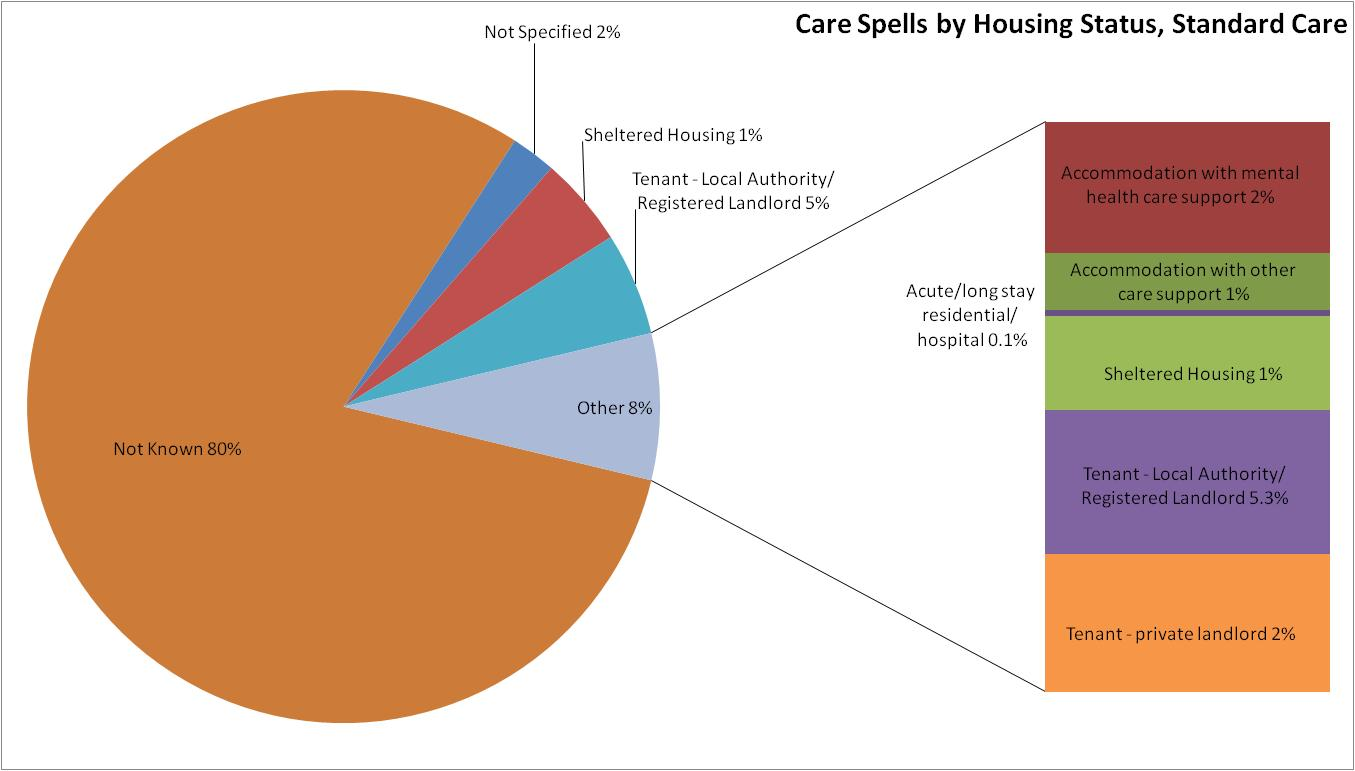 Care Spells by Housing Status, Standard Care
Not Specified 2%
Sheltered Housing 1%
Tenant - Local Authority/
Registered Landlord 5%
Other 8%
Not Known 80%
Accommodation with mental
health care support 2%
Accommodation with other
care support 1%
Acute/long stay
residential/
hospital 0.1%
Sheltered Housing 1%
Tenant - Local Authority/
Registered Landlord 5.3%
Tenant - private landlord 2%